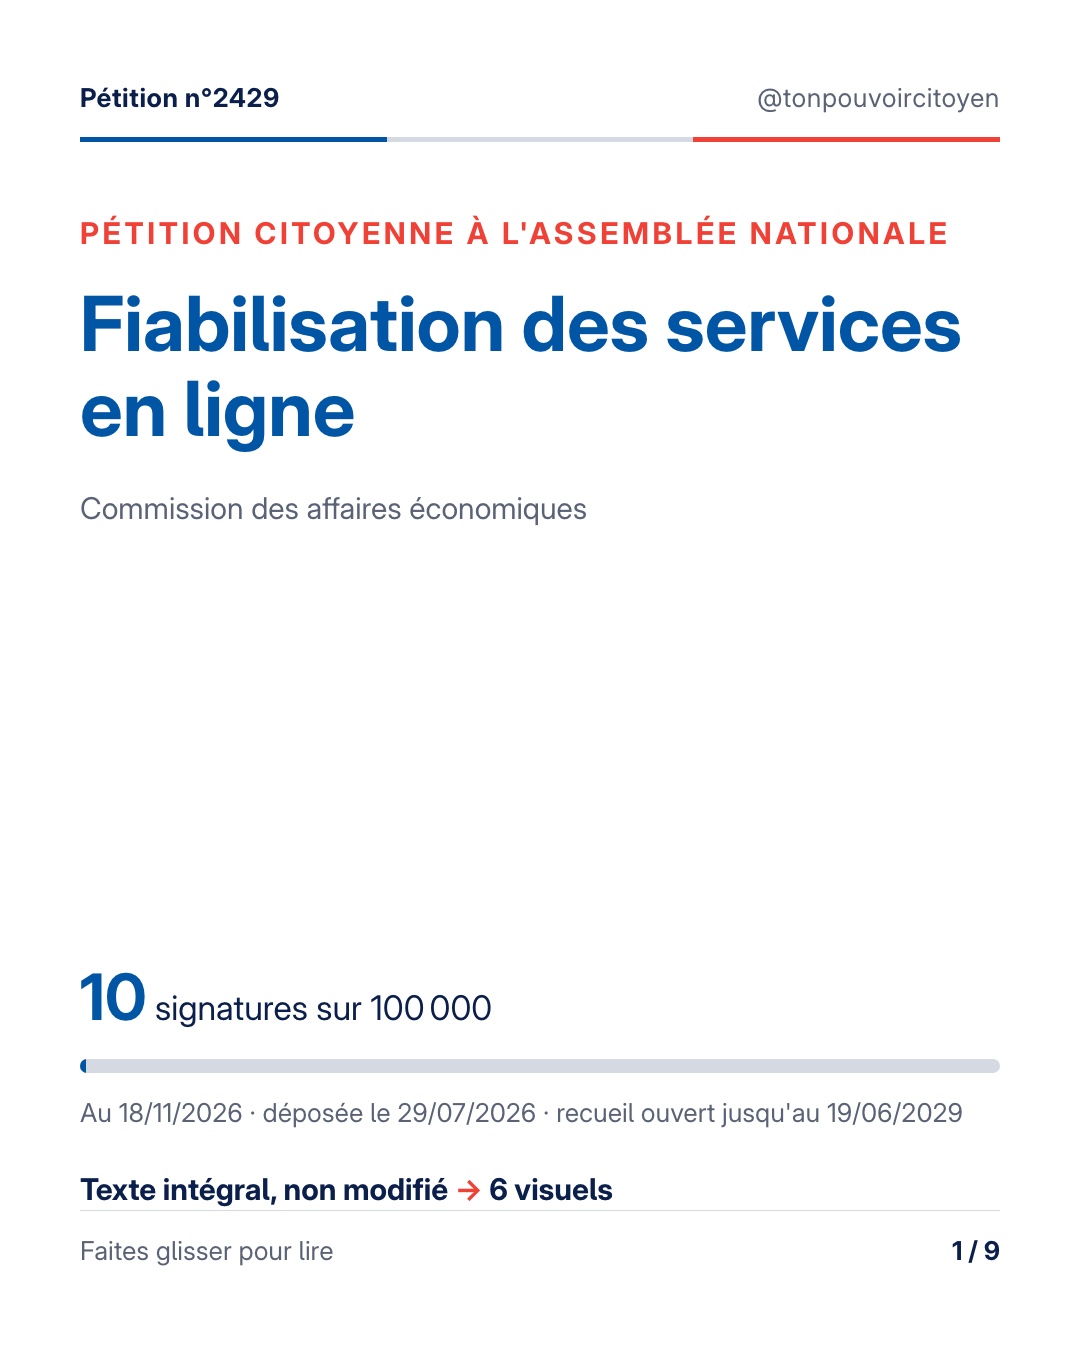 Pétition n°2429
@tonpouvoircitoyen
PÉTITION CITOYENNE À L'ASSEMBLÉE NATIONALE
Fiabilisation des services
en ligne
Commission des affaires économiques
10 signatures sur 100 000
Au 18/11/2026 · déposée le 29/07/2026 · recueil ouvert jusqu'au 19/06/2029
Texte intégral, non modifié → 6 visuels
Faites glisser pour lire
1 / 9